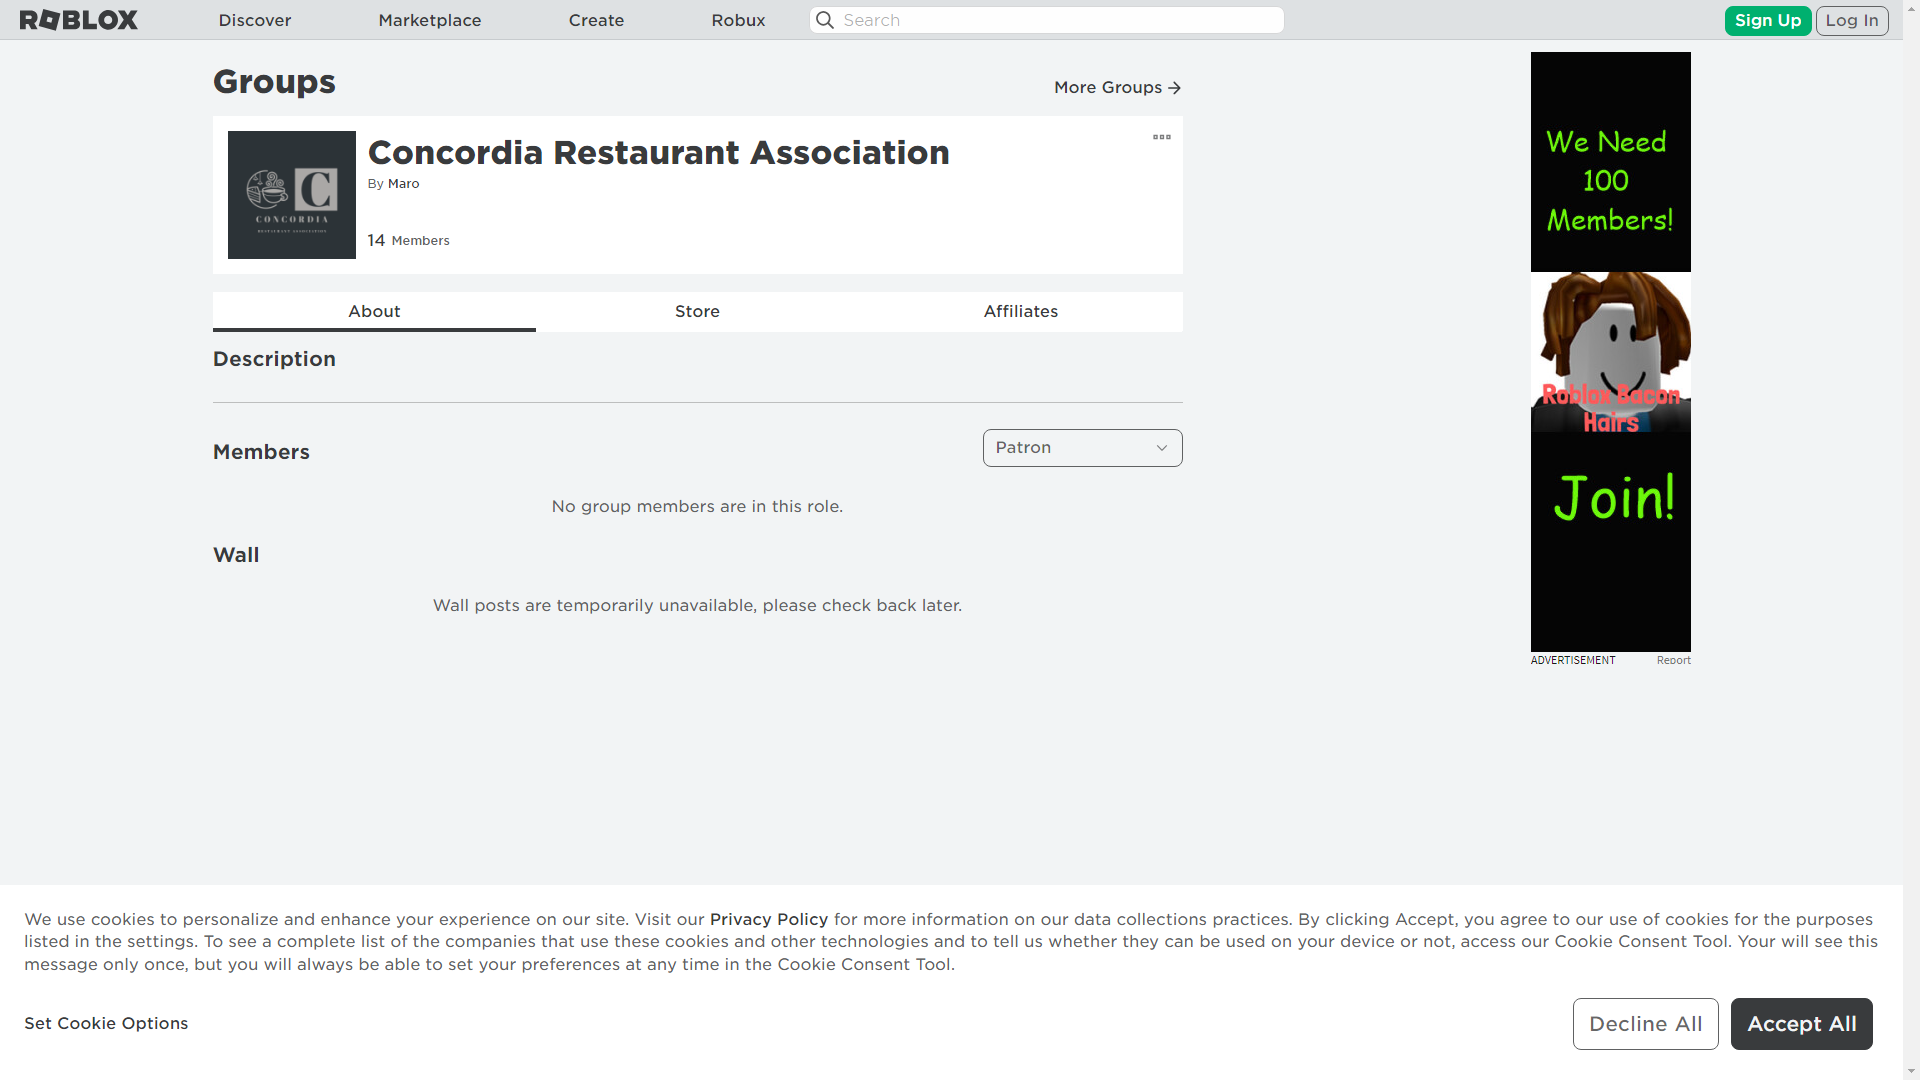 ROBLOX
Discover
Marketplace
Create
Robux
Search
Sign Up
Log In
Groups
More Groups
Concordia Restaurant Association
By Maro
14 Members
C
CONCORDIA
RESTAURANT ASSOCIATION
About
Store
Affiliates
Description
Members
Patron
No group members are in this role.
Wall
Wall posts are temporarily unavailable, please check back later.
We Need
100
Members!
Roblox Bacon
Hairs
Join!
ADVERTISEMENT
Report
We use cookies to personalize and enhance your experience on our site. Visit our Privacy Policy for more information on our data collections practices. By clicking Accept, you agree to our use of cookies for the purposes
listed in the settings. To see a complete list of the companies that use these cookies and other technologies and to tell us whether they can be used on your device or not, access our Cookie Consent Tool. Your will see this
message only once, but you will always be able to set your preferences at any time in the Cookie Consent Tool.
Set Cookie Options
Decline All
Accept All